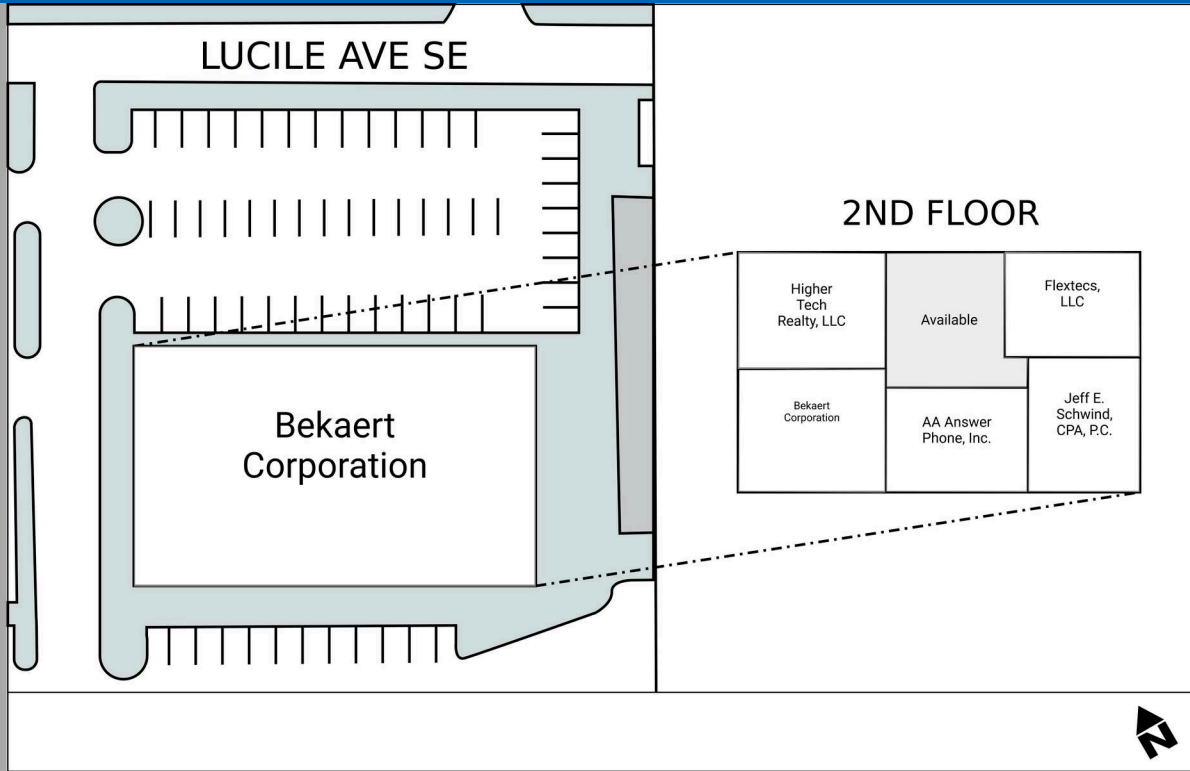 LUCILE AVE SE
2ND FLOOR
Higher
Tech
Realty, LLC
Available
Flextecs,
LLC
Bekaert
Corporation
AA Answer
Phone, Inc.
Jeff E.
Schwind,
CPA, P.C.
Bekaert
Corporation
N